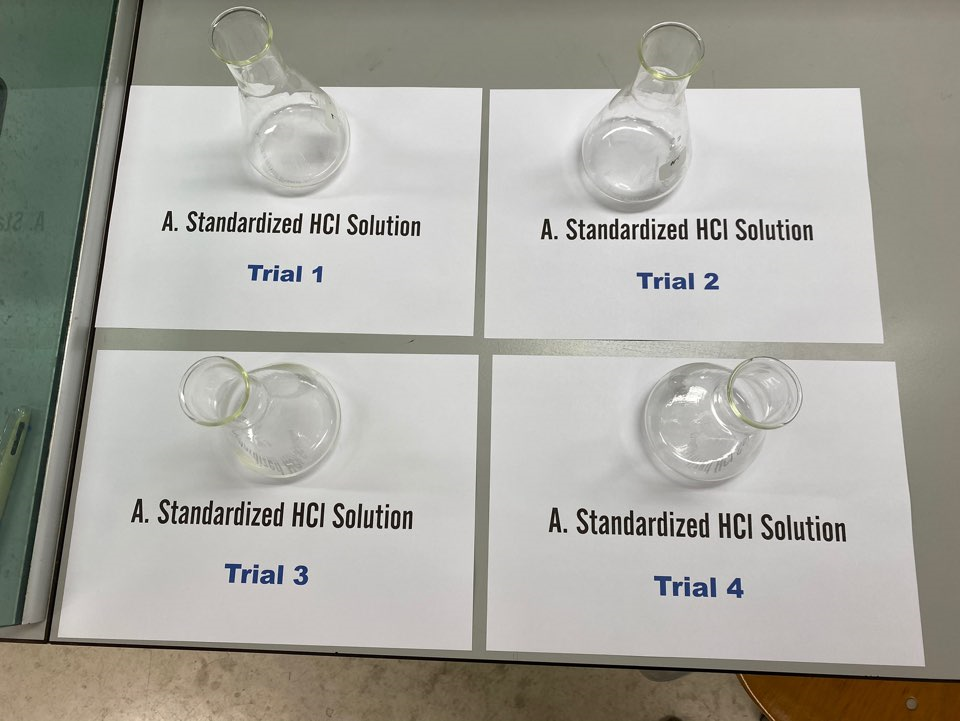 A. Standardized HCl Solution
Trial 1
A. Standardized HCl Solution
Trial 2
A. Standardized HCl Solution
Trial 3
A. Standardized HCl Solution
Trial 4